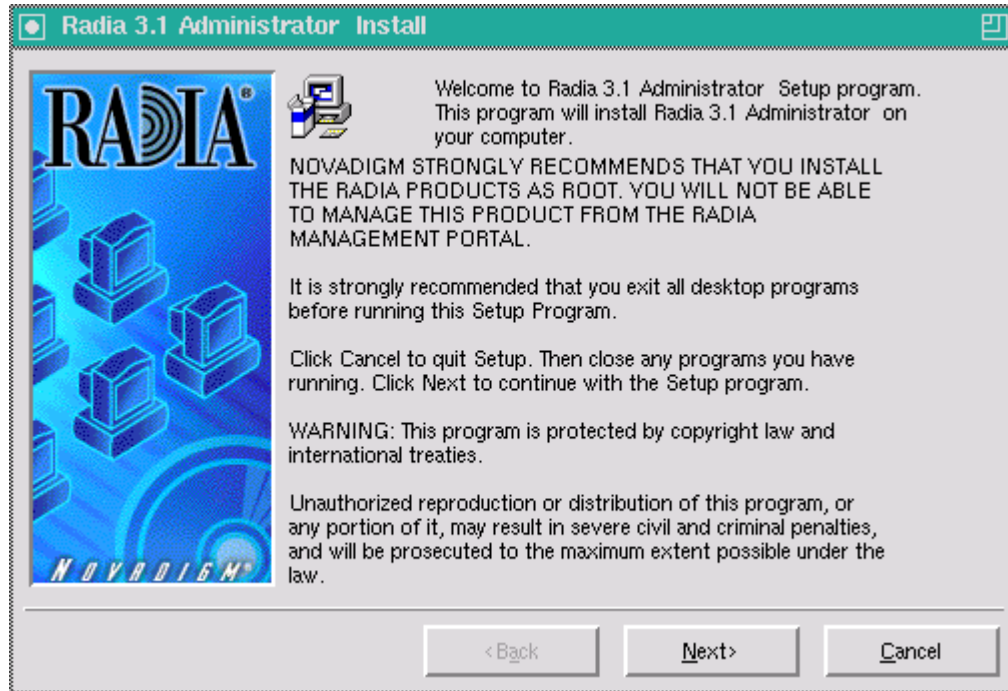 Radia 3.1 Administrator Install
RADIA®
Welcome to Radia 3.1 Administrator Setup program.
This program will install Radia 3.1 Administrator on
your computer.
NOVADIGM STRONGLY RECOMMENDS THAT YOU INSTALL
THE RADIA PRODUCTS AS ROOT. YOU WILL NOT BE ABLE
TO MANAGE THIS PRODUCT FROM THE RADIA
MANAGEMENT PORTAL.
It is strongly recommended that you exit all desktop programs
before running this Setup Program.
Click Cancel to quit Setup. Then close any programs you have
running. Click Next to continue with the Setup program.
WARNING: This program is protected by copyright law and
international treaties.
Unauthorized reproduction or distribution of this program, or
any portion of it, may result in severe civil and criminal penalties,
and will be prosecuted to the maximum extent possible under the
law.
NOVADIGM®
<Back
Next>
Cancel